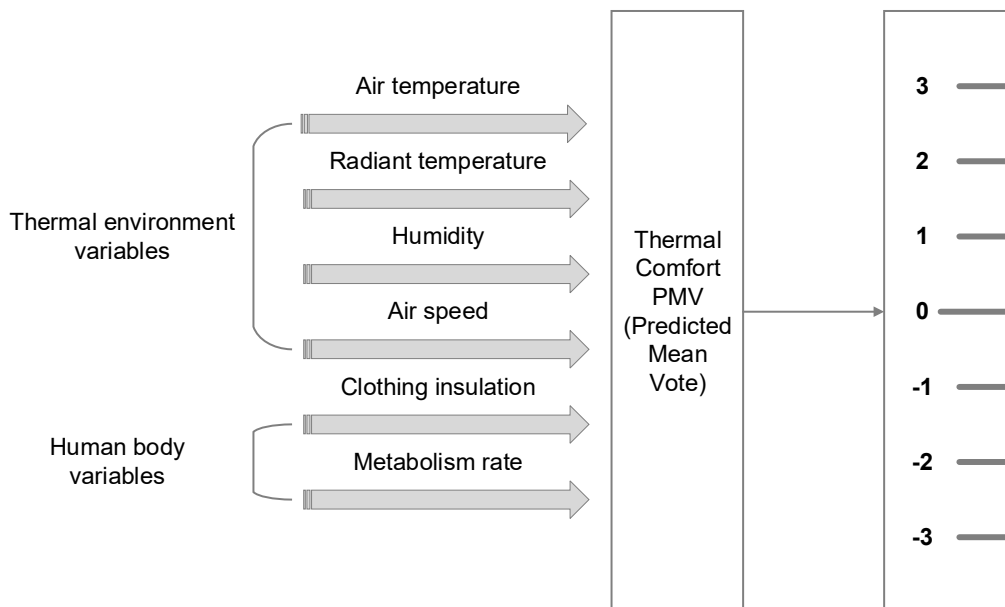 Thermal environment
variables
Human body
variables
Air temperature
Radiant temperature
Humidity
Air speed
Clothing insulation
Metabolism rate
Thermal
Comfort
PMV
(Predicted
Mean
Vote)
3
2
1
0
-1
-2
-3